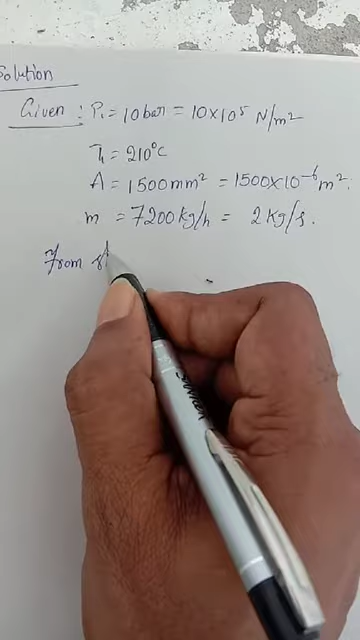 Solution
Given : P₁ = 10 bar = 10×10⁵ N/m²
T₁ = 210°C
A = 1500 mm² = 1500×10⁻⁶ m².
m = 7200 kg/h = 2 kg/s.
From